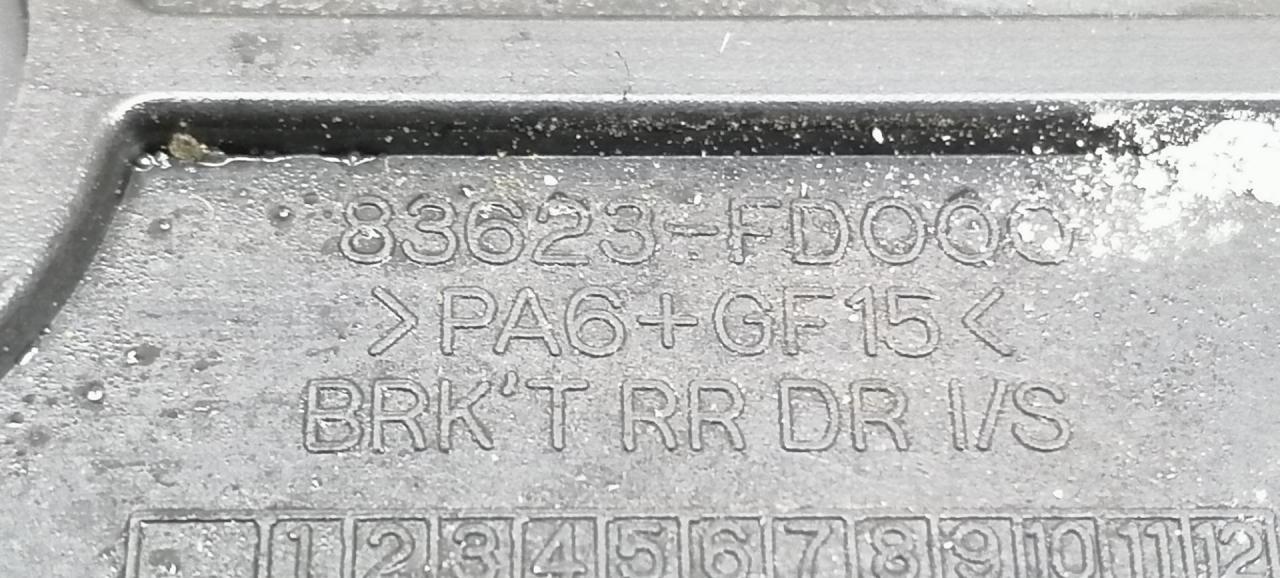 83623-FD000
>PA6+GF15<
BRK'T RR DR I/S
1 2 3 4 5 6 7 8 9 10 11 12